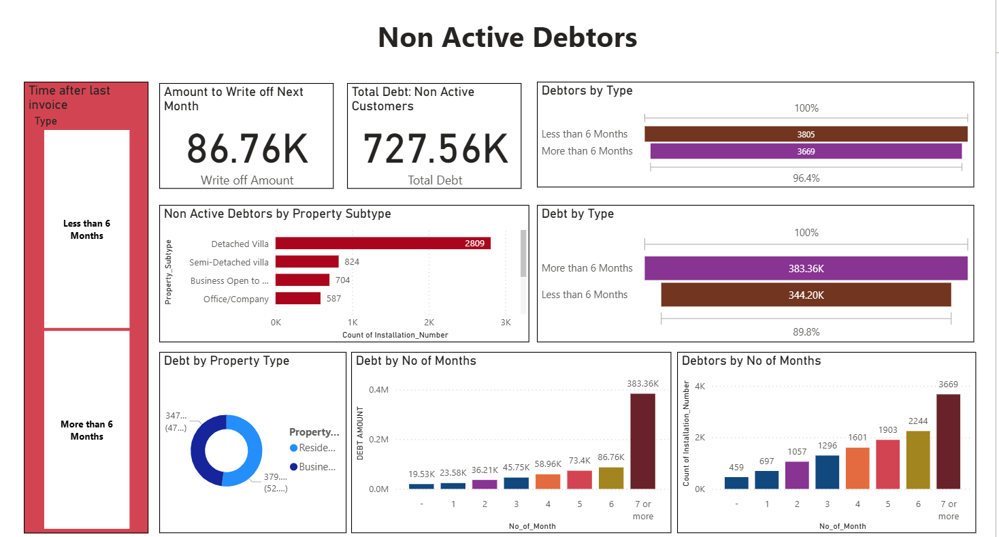 Non Active Debtors
Time after last
invoice
Type
Less than 6
Months
More than 6
Months
Amount to Write off Next
Month
86.76K
Write off Amount
Total Debt: Non Active
Customers
727.56K
Total Debt
Debtors by Type
100%
Less than 6 Months
3805
More than 6 Months
3669
96.4%
Non Active Debtors by Property Subtype
Property_Subtype
Detached Villa
2809
Semi-Detached villa
824
Business Open to ...
704
Office/Company
587
0K
1K
2K
3K
Count of Installation_Number
Debt by Type
100%
More than 6 Months
383.36K
Less than 6 Months
344.20K
89.8%
Debt by Property Type
347...
(47...)
379....
(52....)
Property...
Reside...
Busine...
Debt by No of Months
DEBT AMOUNT
0.4M
0.2M
0.0M
19.53K
23.58K
36.21K
45.75K
58.96K
73.4K
86.76K
383.36K
-
1
2
3
4
5
6
7 or
more
No_of_Month
Debtors by No of Months
Count of Installation_Number
4K
2K
0K
459
697
1057
1296
1601
1903
2244
3669
-
1
2
3
4
5
6
7 or
more
No_of_Month